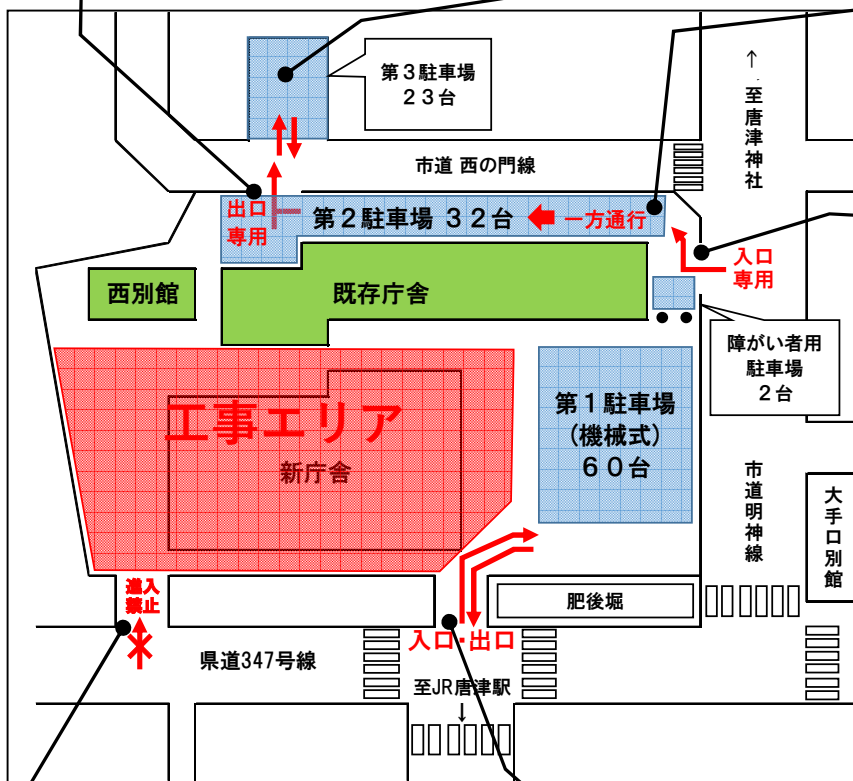 第3駐車場
23台
↑
至唐津神社
市道 西の門線
出口
専用
第2駐車場 32台
一方通行
入口
専用
西別館
既存庁舎
障がい者用
駐車場
2台
工事エリア
新庁舎
第1駐車場
(機械式)
60台
市道明神線
大手口別館
進入
禁止
肥後堀
入口・出口
県道347号線
至JR唐津駅
↓